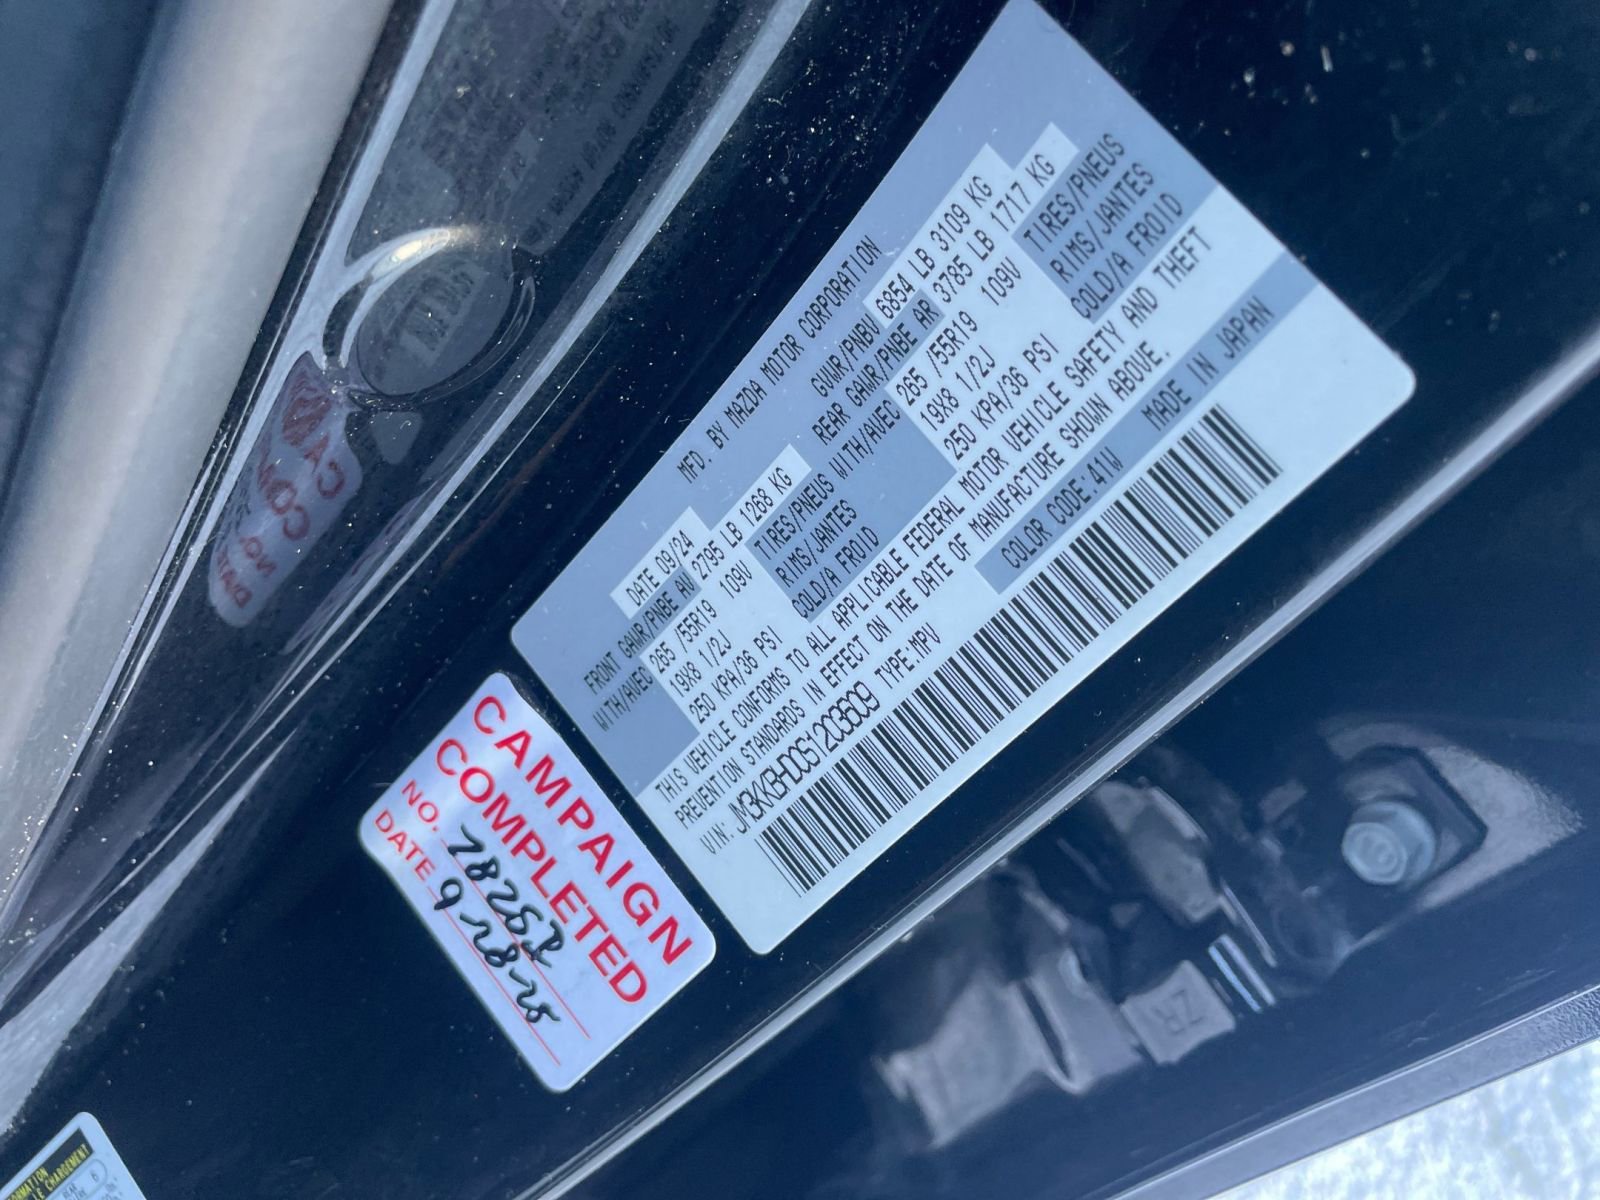 MFD. BY MAZDA MOTOR CORPORATION
DATE 09/24 GVWR/PNBV 6854 LB 3109 KG
FRONT GAWR/PNBE AV 2795 LB 1268 KG REAR GAWR/PNBE AR 3785 LB 1717 KG
WITH/AVEC 265 /55R19 109V TIRES/PNEUS WITH/AVEC 265 /55R19 109V TIRES/PNEUS
19X8 1/2J RIMS/JANTES 19X8 1/2J RIMS/JANTES
250 KPA/36 PSI COLD/A FROID 250 KPA/36 PSI COLD/A FROID
THIS VEHICLE CONFORMS TO ALL APPLICABLE FEDERAL MOTOR VEHICLE SAFETY AND THEFT
PREVENTION STANDARDS IN EFFECT ON THE DATE OF MANUFACTURE SHOWN ABOVE.
VIN: JM3KKBHD0S1203609 TYPE:MPV COLOR CODE:41W MADE IN JAPAN
CAMPAIGN
COMPLETED
NO.
DATE